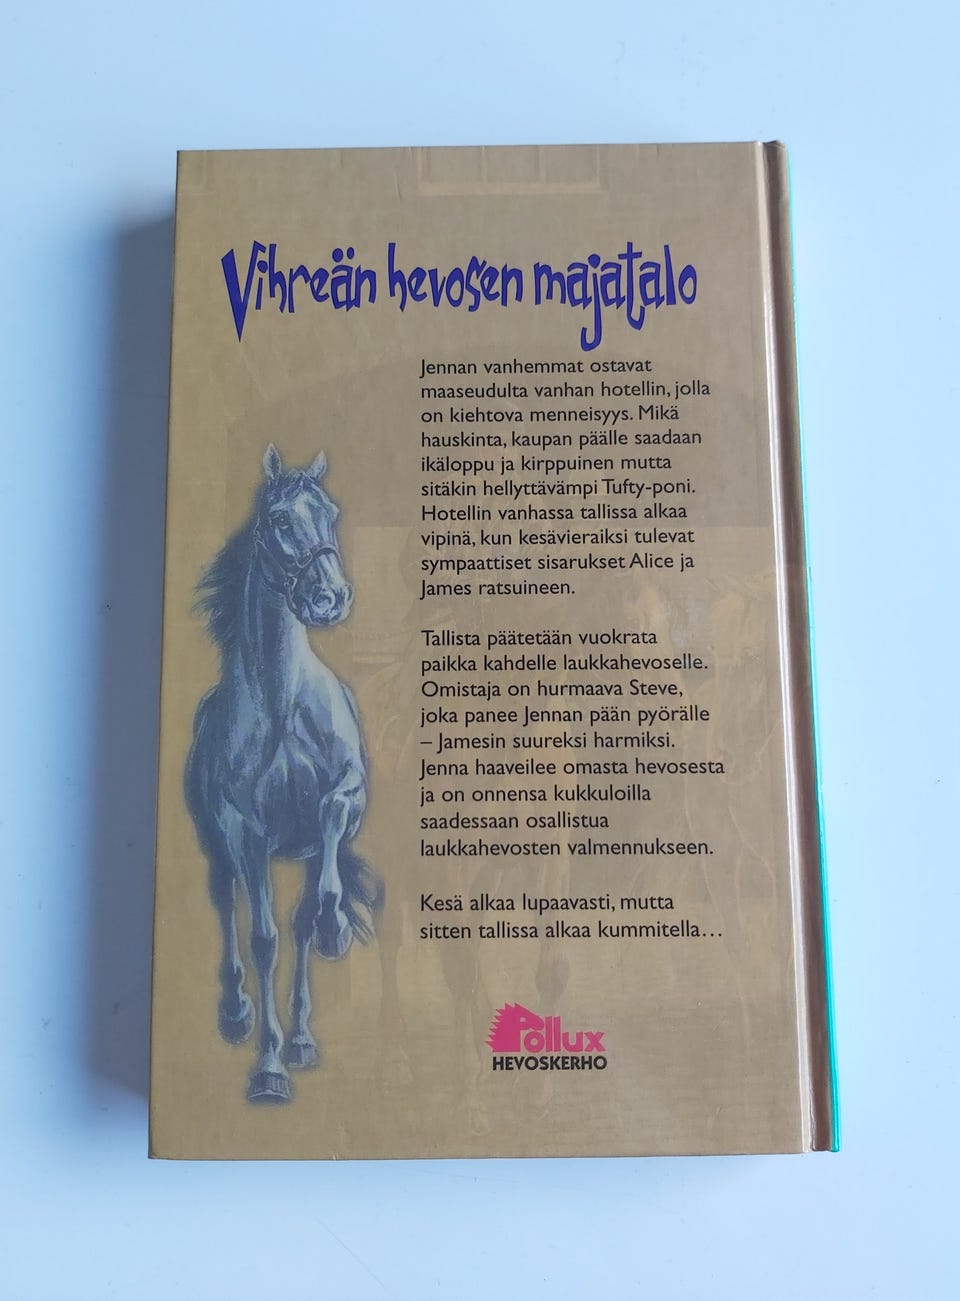 Vihreän hevosen majatalo
Jennan vanhemmat ostavat
maaseudulta vanhan hotellin, jolla
on kiehtova menneisyys. Mikä
hauskinta, kaupan päälle saadaan
ikäloppu ja kirppuinen mutta
sitäkin hellyttävämpi Tufty-poni.
Hotellin vanhassa tallissa alkaa
vipinä, kun kesävieraiksi tulevat
sympaattiset sisarukset Alice ja
James ratsuineen.
Tallista päätetään vuokrata
paikka kahdelle laukkahevoselle.
Omistaja on hurmaava Steve,
joka panee Jennan pään pyörälle
– Jamesin suureksi harmiksi.
Jenna haaveilee omasta hevosesta
ja on onnensa kukkuloilla
saadessaan osallistua
laukkahevosten valmennukseen.
Kesä alkaa lupaavasti, mutta
sitten tallissa alkaa kummitella…
Pollux
HEVOSKERHO